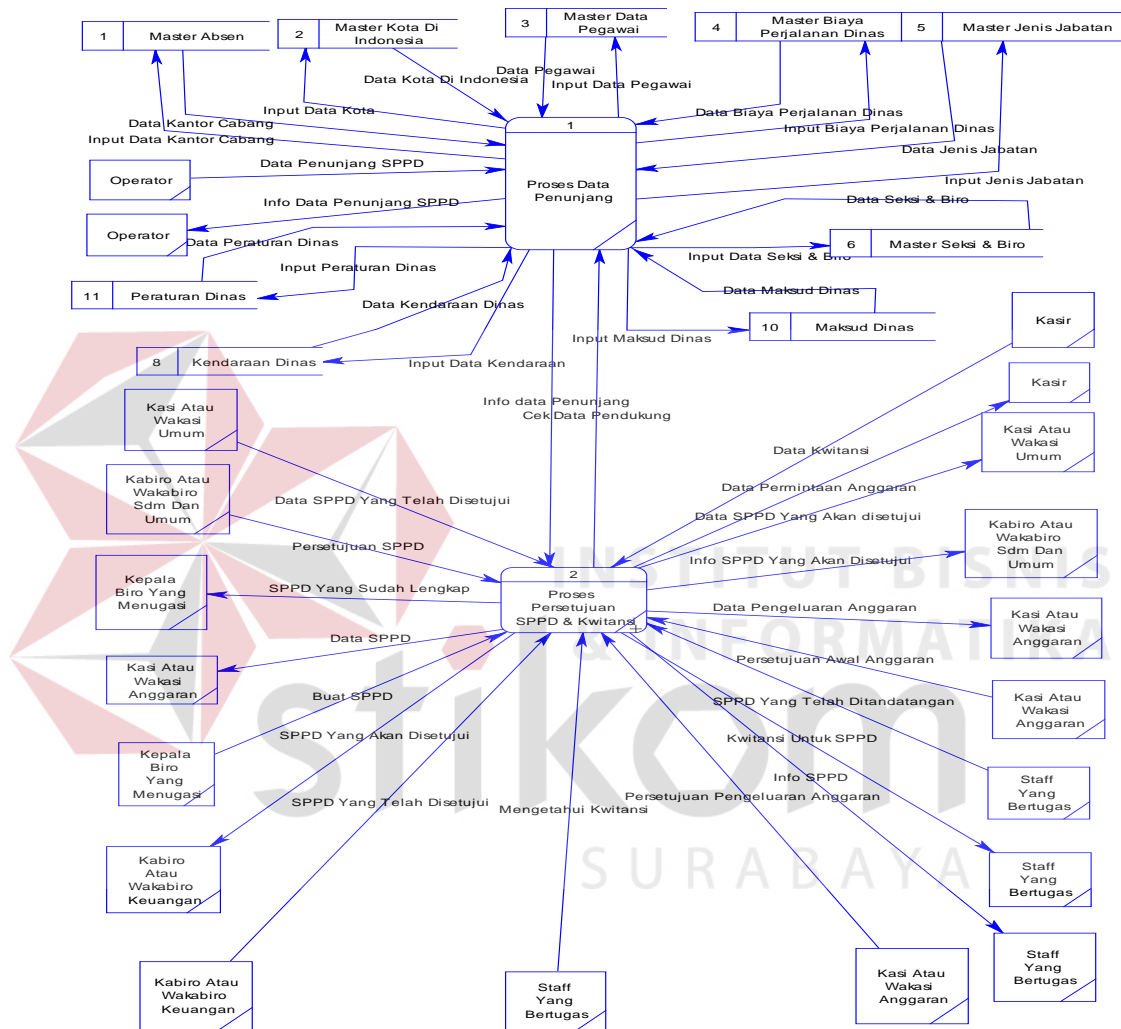 1 Master Absen
2 Master Kota Di
Indonesia
3 Master Data
Pegawai
4 Master Biaya
Perjalanan Dinas
5 Master Jenis Jabatan
Data Kota Di Indonesia
Data Pegawai
Input Data Pegawai
Input Data Kota
Data Kantor Cabang
Input Data Kantor Cabang
Data Biaya Perjalanan Dinas
Input Biaya Perjalanan Dinas
Data Jenis Jabatan
Input Jenis Jabatan
1
Proses Data
Penunjang
Operator
Data Penunjang SPPD
Operator
Info Data Penunjang SPPD
Data Seksi & Biro
6 Master Seksi & Biro
Input Data Seksi & Biro
Data Peraturan Dinas
Input Peraturan Dinas
11 Peraturan Dinas
Data Maksud Dinas
10 Maksud Dinas
Input Maksud Dinas
Data Kendaraan Dinas
8 Kendaraan Dinas
Input Data Kendaraan
Info data Penunjang
Cek Data Pendukung
Kasir
Kasir
Kasi Atau
Wakasi
Umum
Kasi Atau
Wakasi
Umum
Data Kwitansi
Data Permintaan Anggaran
Data SPPD Yang Akan disetujui
Info SPPD Yang Akan Disetujui
Kabiro Atau
Wakabiro
Sdm Dan
Umum
Kabiro Atau
Wakabiro
Sdm Dan
Umum
Data SPPD Yang Telah Disetujui
Persetujuan SPPD
2
Proses
Persetujuan
SPPD & Kwitansi
Kepala
Biro Yang
Menugasi
SPPD Yang Sudah Lengkap
Data Pengeluaran Anggaran
Kasi Atau
Wakasi
Anggaran
Kasi Atau
Wakasi
Anggaran
Data SPPD
Persetujuan Awal Anggaran
Kasi Atau
Wakasi
Anggaran
Buat SPPD
Kepala
Biro
Yang
Menugasi
SPPD Yang Akan Disetujui
SPPD Yang Telah Ditandatangan
Staff
Yang
Bertugas
Kwitansi Untuk SPPD
Staff
Yang
Bertugas
Info SPPD
Staff
Yang
Bertugas
Kabiro
Atau
Wakabiro
Keuangan
SPPD Yang Telah Disetujui
Kabiro Atau
Wakabiro
Keuangan
Mengetahui Kwitansi
Staff
Yang
Bertugas
Persetujuan Pengeluaran Anggaran
Kasi Atau
Wakasi
Anggaran
INSTITUT BISNIS
& INFORMATIKA
stikom
SURABAYA